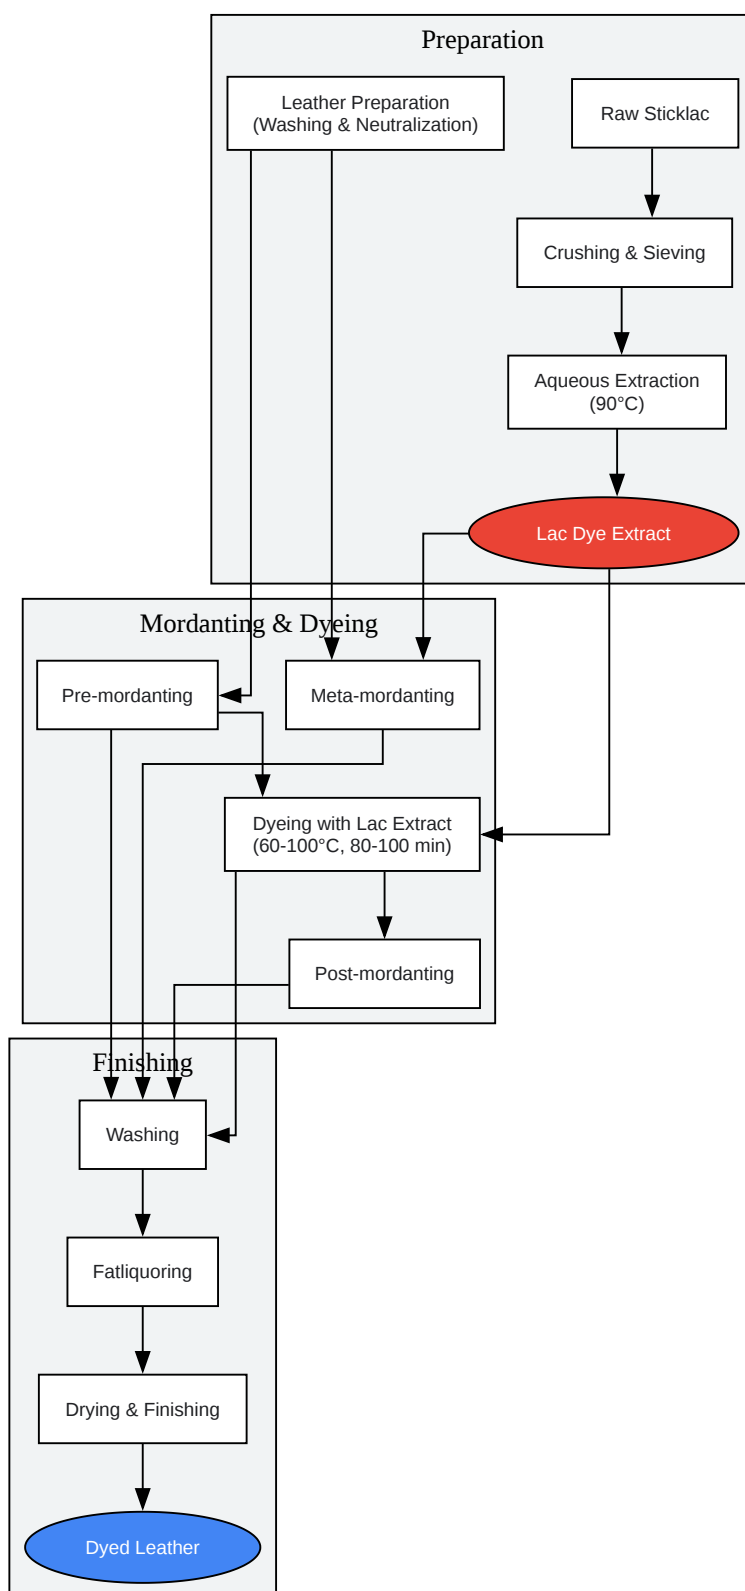 Preparation
Leather Preparation
(Washing & Neutralization)
Raw Sticklac
Crushing & Sieving
Aqueous Extraction
(90°C)
Lac Dye Extract
Mordanting & Dyeing
Pre-mordanting
Meta-mordanting
Dyeing with Lac Extract
(60-100°C, 80-100 min)
Post-mordanting
Finishing
Washing
Fatliquoring
Drying & Finishing
Dyed Leather